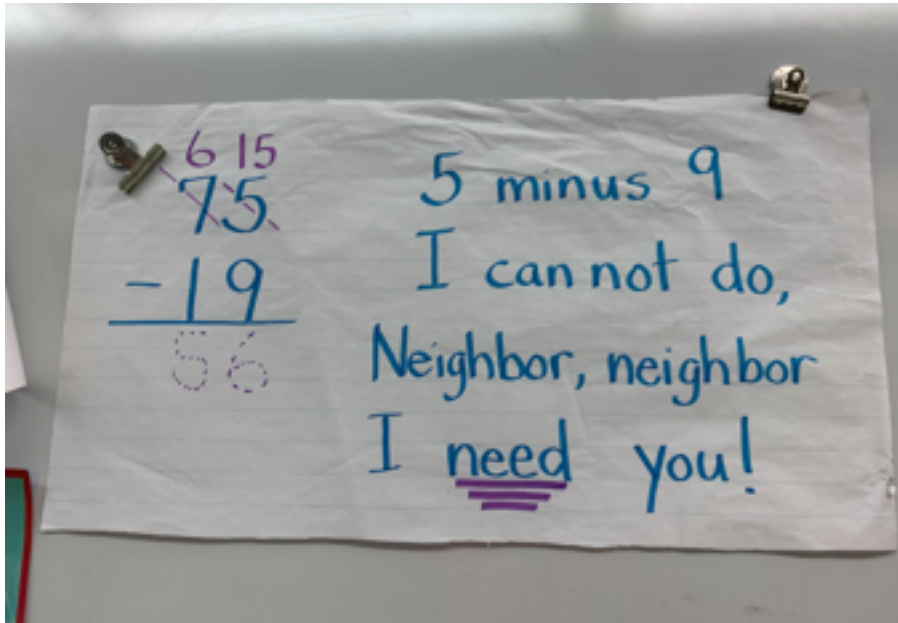 6 15
75
-19
56
5 minus 9
I can not do,
Neighbor, neighbor
I need you!